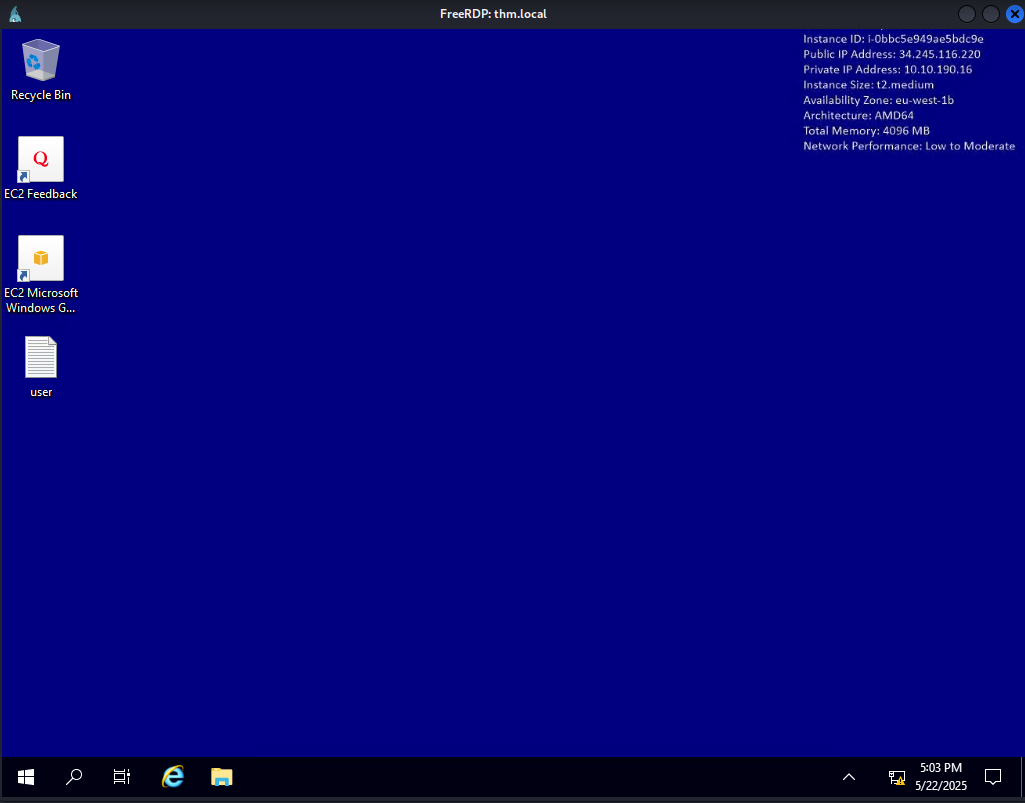 FreeRDP: thm.local
Instance ID: i-0bbc5e949ae5bdc9e
Public IP Address: 34.245.116.220
Private IP Address: 10.10.190.16
Instance Size: t2.medium
Availability Zone: eu-west-1b
Architecture: AMD64
Total Memory: 4096 MB
Network Performance: Low to Moderate
Recycle Bin
Q
EC2 Feedback
EC2 Microsoft
Windows G...
user
5:03 PM
5/22/2025